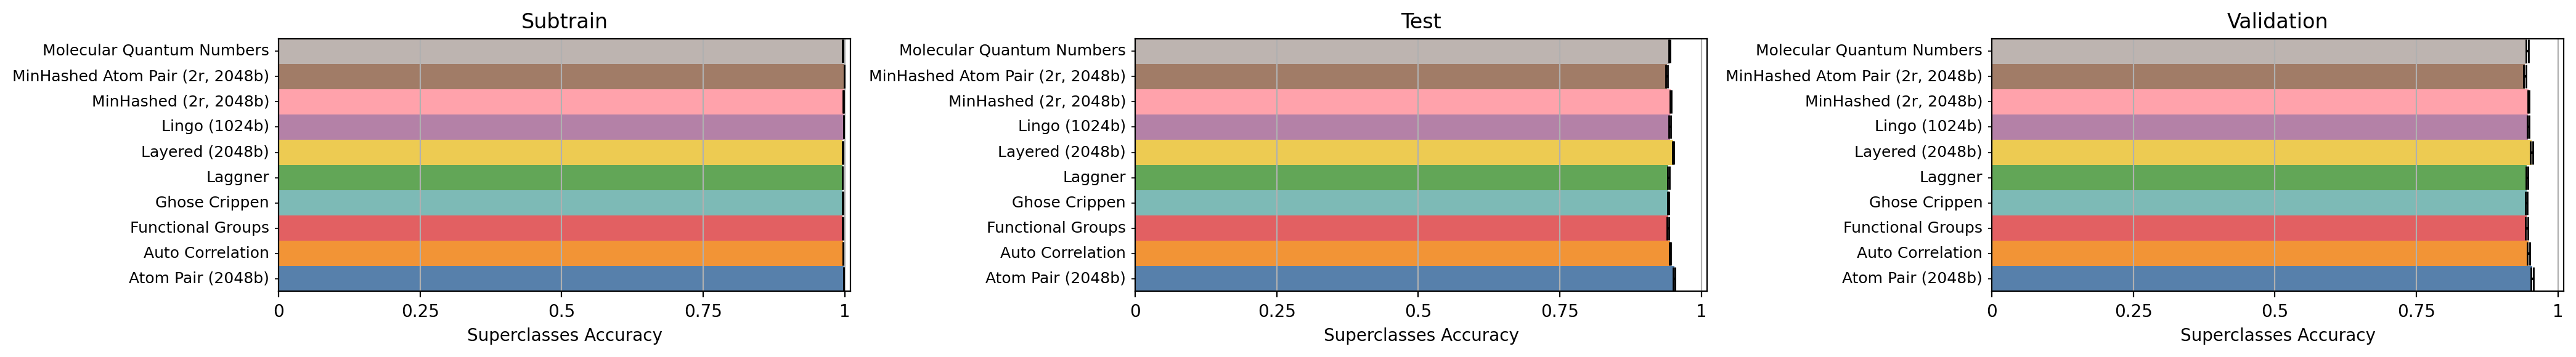 Subtrain
Molecular Quantum Numbers
MinHashed Atom Pair (2r, 2048b)
MinHashed (2r, 2048b)
Lingo (1024b)
Layered (2048b)
Laggner
Ghose Crippen
Functional Groups
Auto Correlation
Atom Pair (2048b)
0 0.25 0.5 0.75 1
Superclasses Accuracy
Test
Molecular Quantum Numbers
MinHashed Atom Pair (2r, 2048b)
MinHashed (2r, 2048b)
Lingo (1024b)
Layered (2048b)
Laggner
Ghose Crippen
Functional Groups
Auto Correlation
Atom Pair (2048b)
0 0.25 0.5 0.75 1
Superclasses Accuracy
Validation
Molecular Quantum Numbers
MinHashed Atom Pair (2r, 2048b)
MinHashed (2r, 2048b)
Lingo (1024b)
Layered (2048b)
Laggner
Ghose Crippen
Functional Groups
Auto Correlation
Atom Pair (2048b)
0 0.25 0.5 0.75 1
Superclasses Accuracy